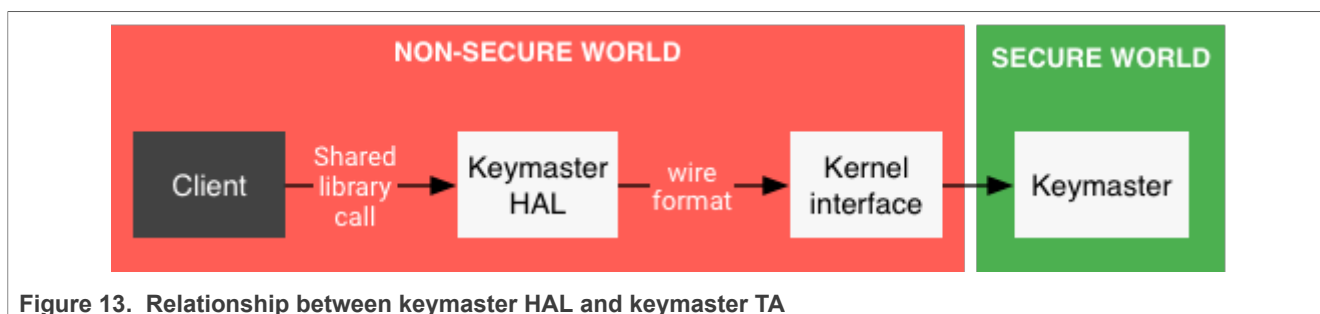 NON-SECURE WORLD
SECURE WORLD
Client
Shared
library
call
Keymaster
HAL
wire
format
Kernel
interface
Keymaster
Figure 13. Relationship between keymaster HAL and keymaster TA